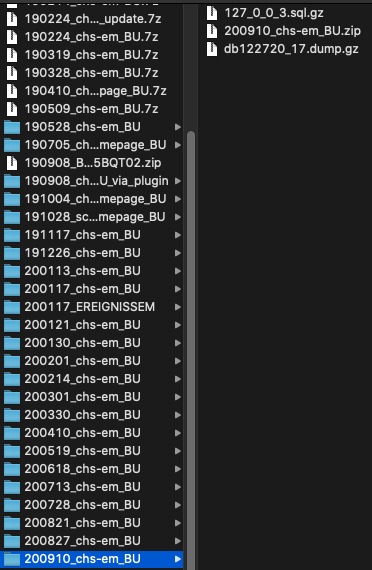 190224_ch..._update.7z
190224_chs-em_BU.7z
190319_chs-em_BU.7z
190328_chs-em_BU.7z
190410_ch...page_BU.7z
190509_chs-em_BU.7z
190528_chs-em_BU
190705_chs...mepage_BU
190908_B...5BQT02.zip
190908_ch...U_via_plugin
191004_ch...mepage_BU
191028_sc...mepage_BU
191117_chs-em_BU
191226_chs-em_BU
200113_chs-em_BU
200117_chs-em_BU
200117_EREIGNISSEM
200121_chs-em_BU
200130_chs-em_BU
200201_chs-em_BU
200214_chs-em_BU
200301_chs-em_BU
200330_chs-em_BU
200410_chs-em_BU
200519_chs-em_BU
200618_chs-em_BU
200713_chs-em_BU
200728_chs-em_BU
200821_chs-em_BU
200827_chs-em_BU
200910_chs-em_BU
127_0_0_3.sql.gz
200910_chs-em_BU.zip
db122720_17.dump.gz